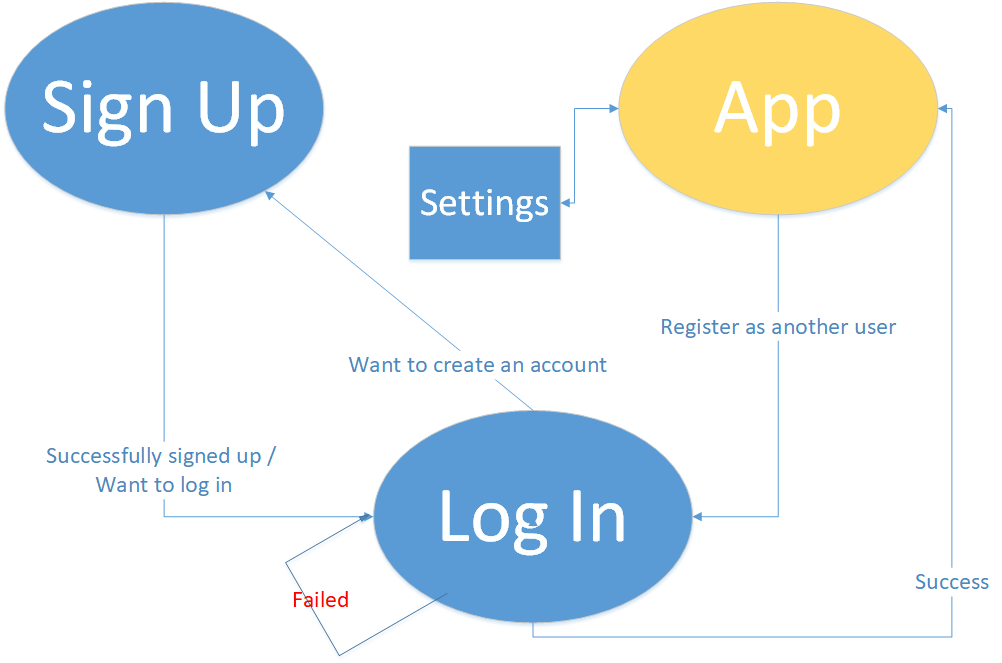 Sign Up
App
Settings
Register as another user
Want to create an account
Successfully signed up /
Want to log in
Log In
Success
Failed